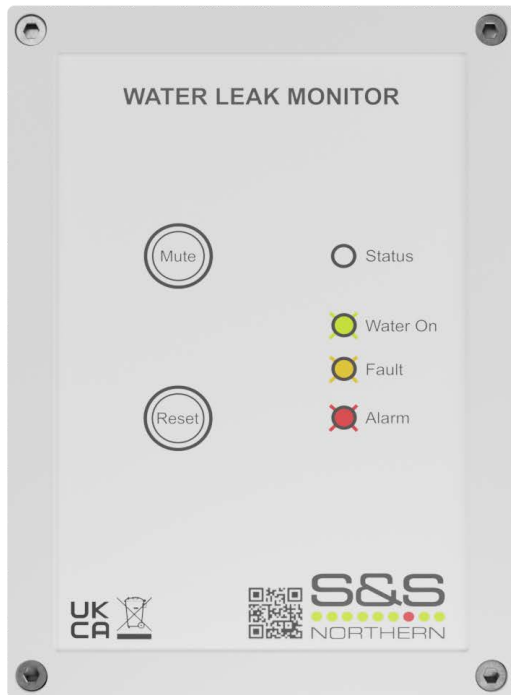 WATER LEAK MONITOR
Mute
Status
Water On
Fault
Reset
Alarm
UK
CA
S&S
NORTHERN